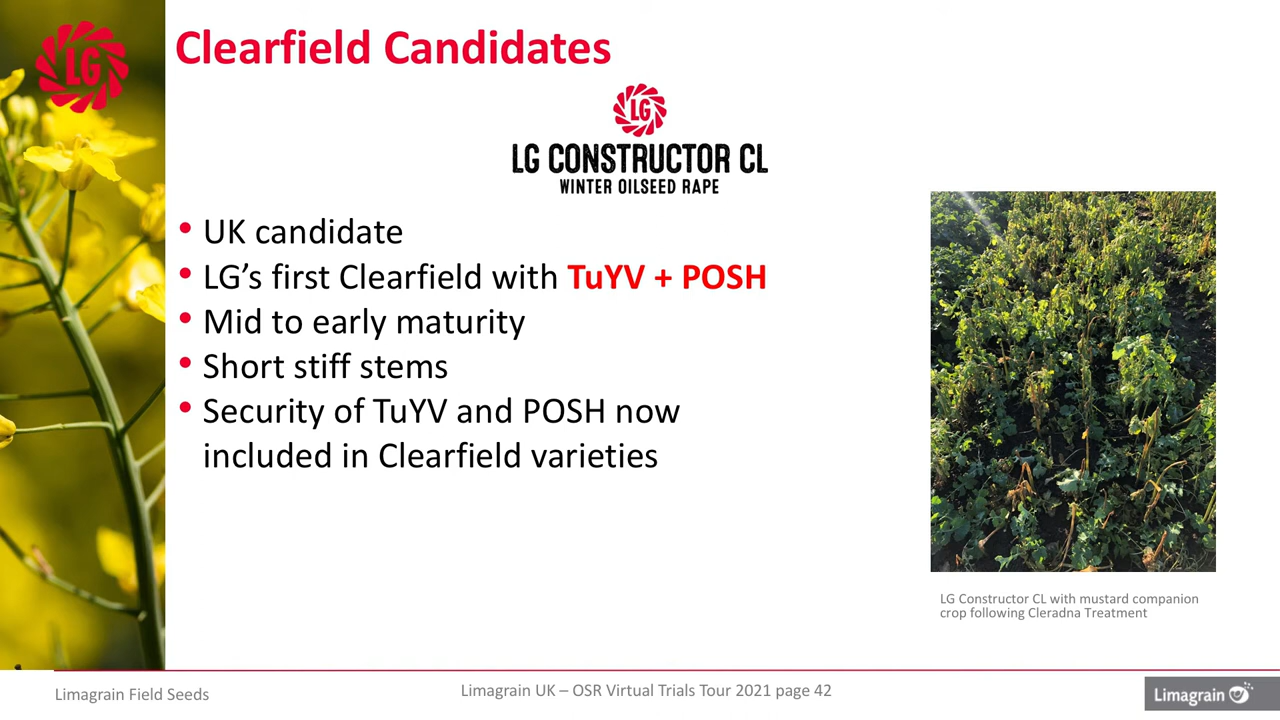 LG
Clearfield Candidates
LG
LG CONSTRUCTOR CL
WINTER OILSEED RAPE
• UK candidate
• LG’s first Clearfield with TuYV + POSH
• Mid to early maturity
• Short stiff stems
• Security of TuYV and POSH now
included in Clearfield varieties
LG Constructor CL with mustard companion
crop following Cleradna Treatment
Limagrain Field Seeds
Limagrain UK – OSR Virtual Trials Tour 2021 page 42
Limagrain